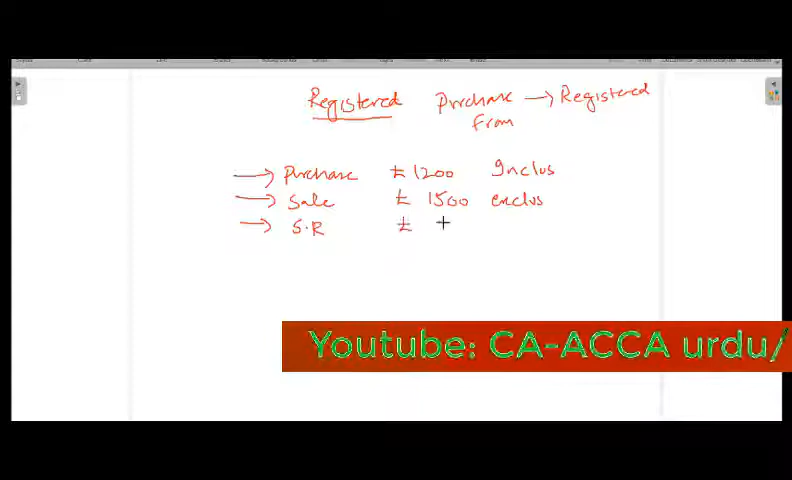 Registered Purchase → Registered
From
→ Purchase £ 1200 Inclus
→ Sale £ 1500 exclus
→ S.R £
Youtube: CA-ACCA urdu/